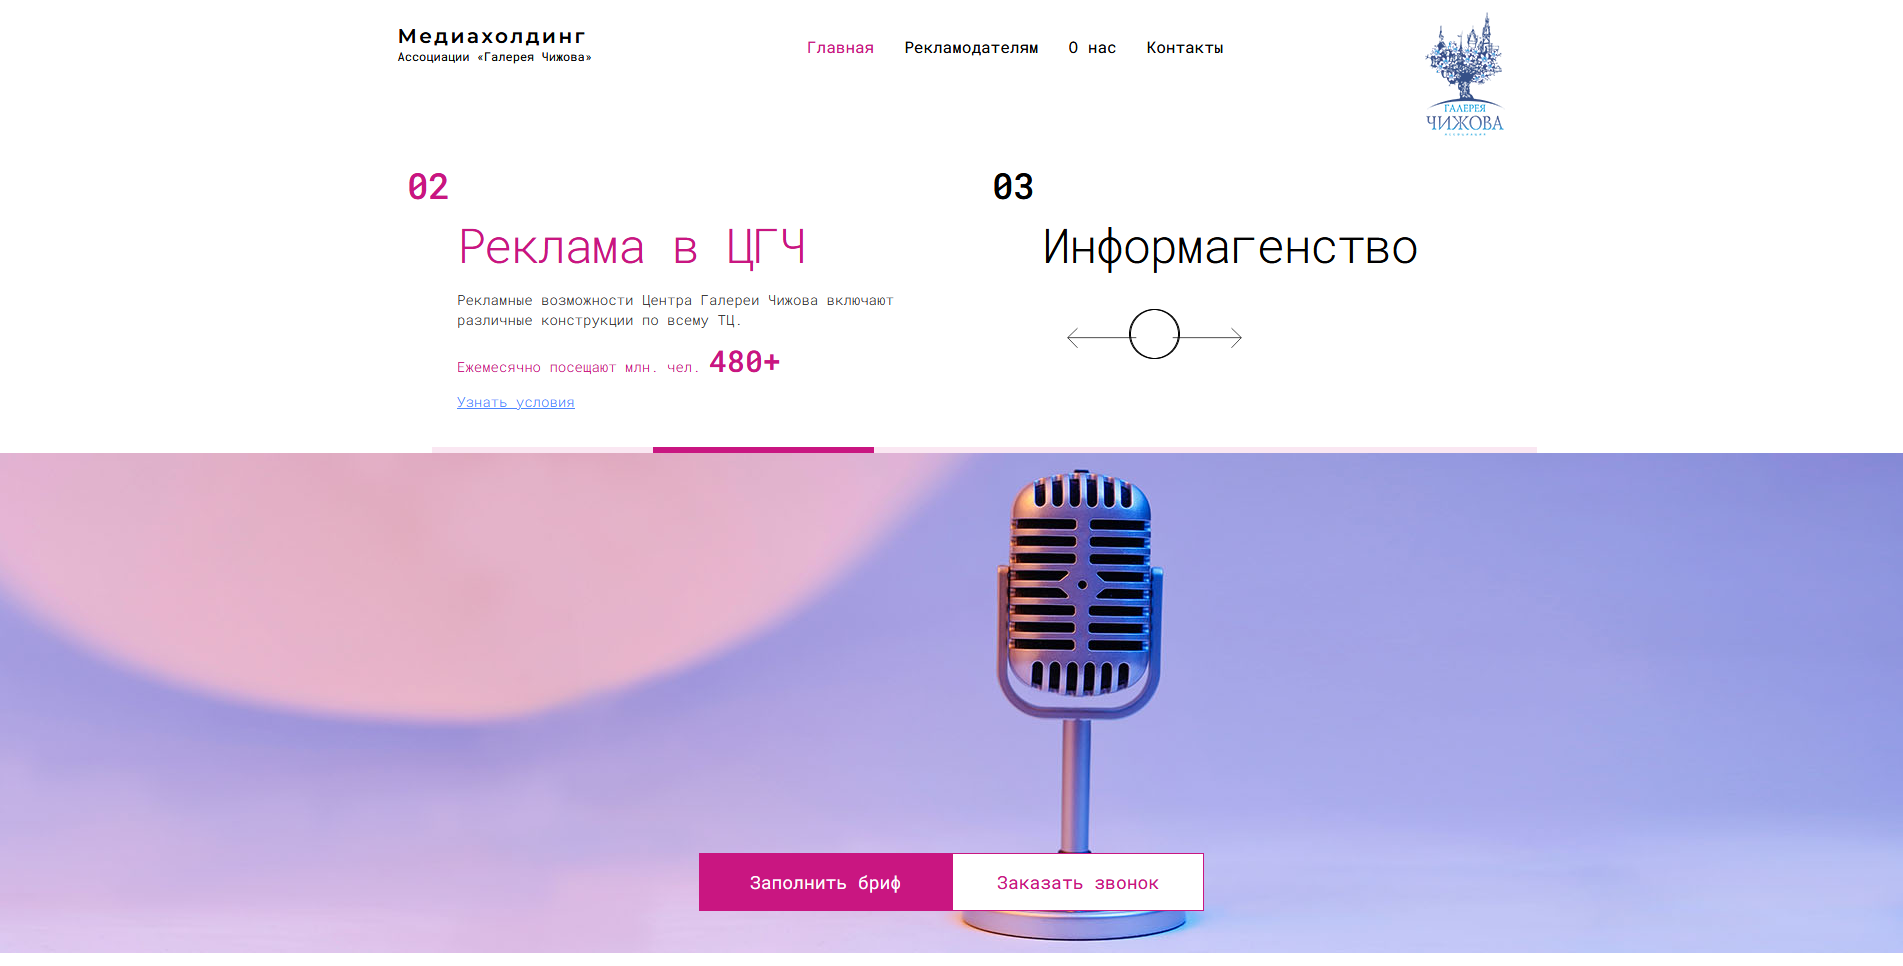 Медиахолдинг
Ассоциации «Галерея Чижова»
Главная Рекламодателям О нас Контакты
ГАЛЕРЕЯ
ЧИЖОВА
02
Реклама в ЦГЧ
Рекламные возможности Центра Галереи Чижова включают
различные конструкции по всему ТЦ.
Ежемесячно посещают млн. чел. 480+
Узнать условия
03
Информагенство
Заполнить бриф
Заказать звонок